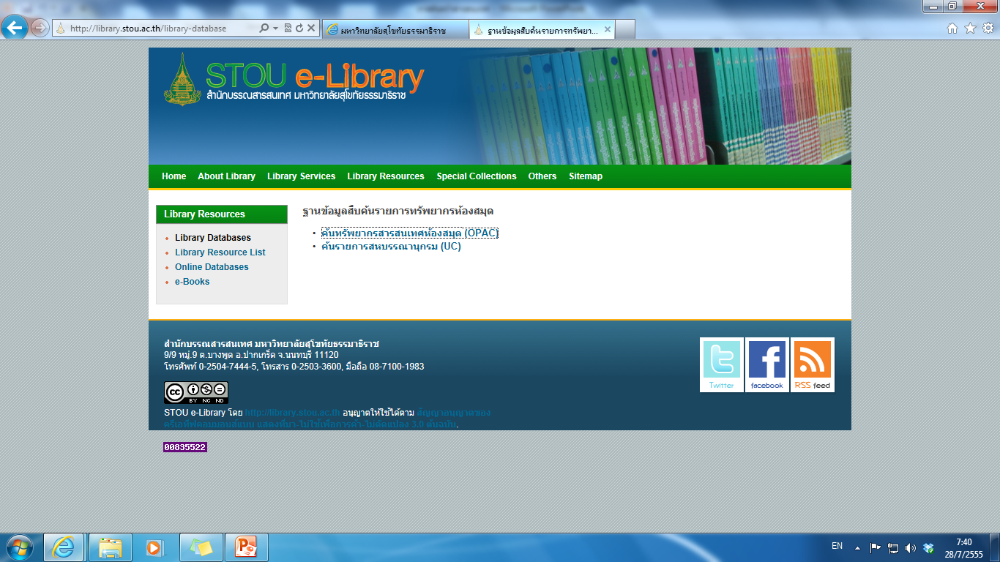 http://library.stou.ac.th/library-database
มหาวิทยาลัยสุโขทัยธรรมาธิราช
ฐานข้อมูลสืบค้นรายการทรัพยา...
STOU e-Library
สำนักบรรณสารสนเทศ มหาวิทยาลัยสุโขทัยธรรมาธิราช
Home About Library Library Services Library Resources Special Collections Others Sitemap
Library Resources
Library Databases
Library Resource List
Online Databases
e-Books
ฐานข้อมูลสืบค้นรายการทรัพยากรห้องสมุด
ค้นทรัพยากรสารสนเทศห้องสมุด (OPAC)
ค้นรายการสหบรรณานุกรม (UC)
สำนักบรรณสารสนเทศ มหาวิทยาลัยสุโขทัยธรรมาธิราช
9/9 หมู่.9 ต.บางพูด อ.ปากเกร็ด จ.นนทบุรี 11120
โทรศัพท์ 0-2504-7444-5, โทรสาร 0-2503-3600, มือถือ 08-7100-1983
Twitter
facebook
RSS feed
cc
BY NC ND
STOU e-Library โดย http://library.stou.ac.th อนุญาตให้ใช้ได้ตาม สัญญาอนุญาตของ
ครีเอทีฟคอมมอนส์แบบ แสดงที่มา-ไม่ใช้เพื่อการค้า-ไม่ดัดแปลง 3.0 ต้นฉบับ.
00835522
EN
7:40
28/7/2555